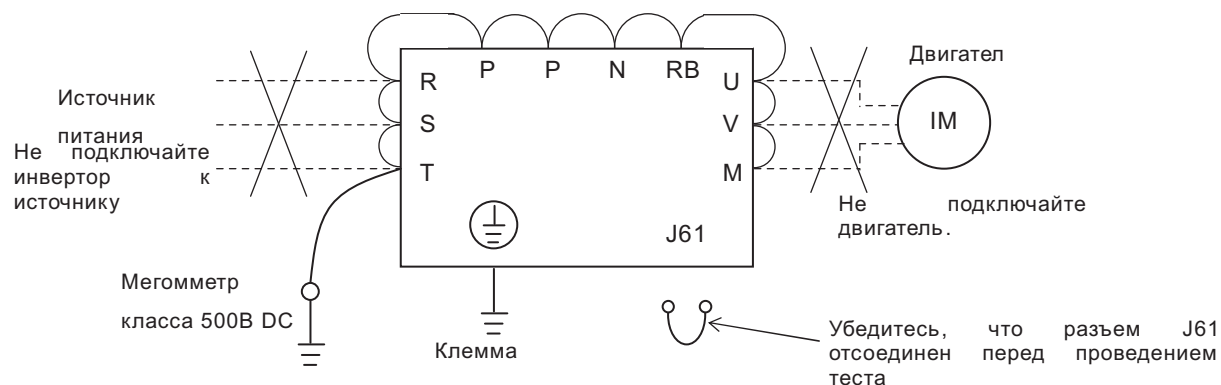 P P N RB
R
S
T
U
V
M
J61
Источник
питания
Не подключайте
инвертор к
источнику
Двигател
IM
Не подключайте
двигатель.
Мегомметр
класса 500В DC
Клемма
Убедитесь, что разъем J61
отсоединен перед проведением
теста